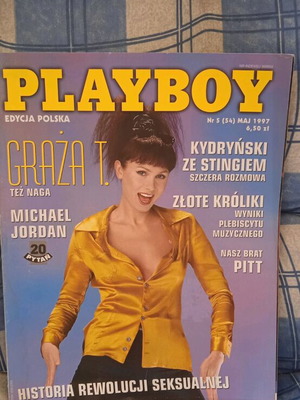 PLAYBOY
EDYCJA POLSKA
Nr 5 (54) MAJ 1997
6,50 zł
GRAŻA T.
TEŻ NAGA
MICHAEL
JORDAN
20
PYTAŃ
KYDRYŃSKI
ZE STINGIEM
SZCZERA ROZMOWA
ZŁOTE KRÓLIKI
WYNIKI
PLEBISCYTU
MUZYCZNEGO
NASZ BRAT
PITT
HISTORIA REWOLUCJI SEKSUALNEJ